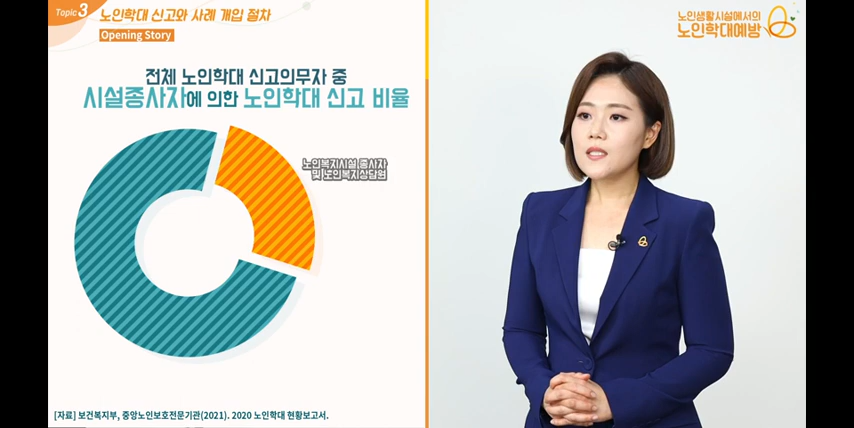 Topic 3
노인학대 신고와 사례 개입 절차
Opening Story
노인생활시설에서의
노인학대예방
전체 노인학대 신고의무자 중
시설종사자에 의한 노인학대 신고 비율
노인복지시설 종사자
및 노인복지상담원
[자료] 보건복지부, 중앙노인보호전문기관(2021). 2020 노인학대 현황보고서.